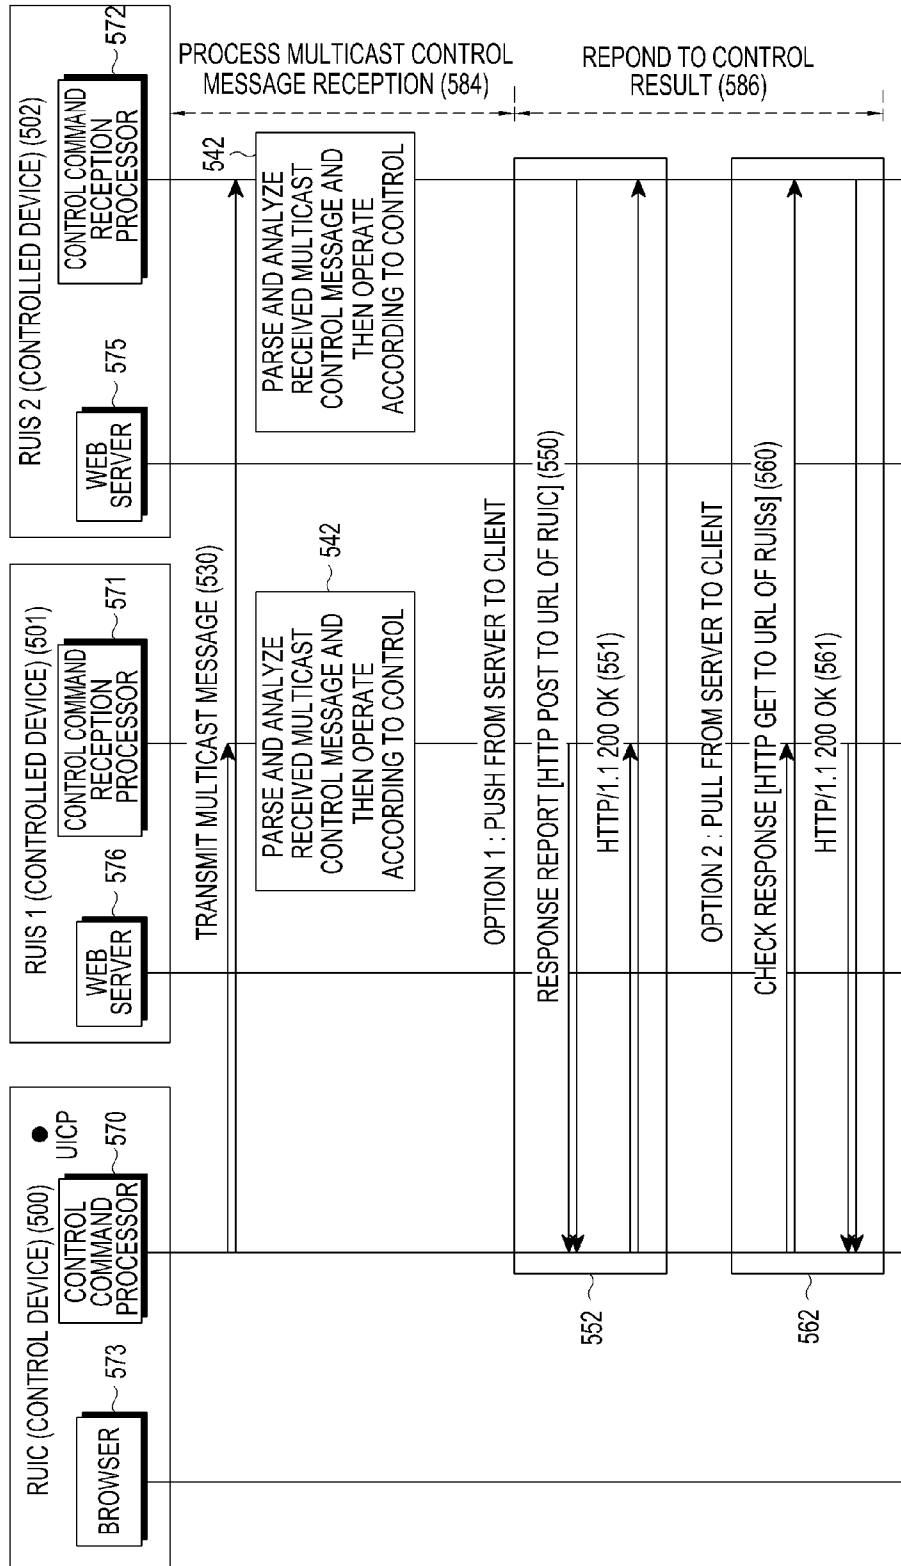 RUIC (CONTROL DEVICE) (500)
BROWSER
573
CONTROL
COMMAND
PROCESSOR
570
UICP
RUIS 1 (CONTROLLED DEVICE) (501)
WEB
SERVER
576
CONTROL COMMAND
RECEPTION
PROCESSOR
571
RUIS 2 (CONTROLLED DEVICE) (502)
WEB
SERVER
575
CONTROL COMMAND
RECEPTION
PROCESSOR
572
TRANSMIT MULTICAST MESSAGE (530)
PROCESS MULTICAST CONTROL
MESSAGE RECEPTION (584)
PARSE AND ANALYZE
RECEIVED MULTICAST
CONTROL MESSAGE AND
THEN OPERATE
ACCORDING TO CONTROL
542
PARSE AND ANALYZE
RECEIVED MULTICAST
CONTROL MESSAGE AND
THEN OPERATE
ACCORDING TO CONTROL
542
REPOND TO CONTROL
RESULT (586)
OPTION 1 : PUSH FROM SERVER TO CLIENT
RESPONSE REPORT [HTTP POST TO URL OF RUIC] (550)
HTTP/1.1 200 OK (551)
552
OPTION 2 : PULL FROM SERVER TO CLIENT
CHECK RESPONSE [HTTP GET TO URL OF RUISs] (560)
HTTP/1.1 200 OK (561)
562